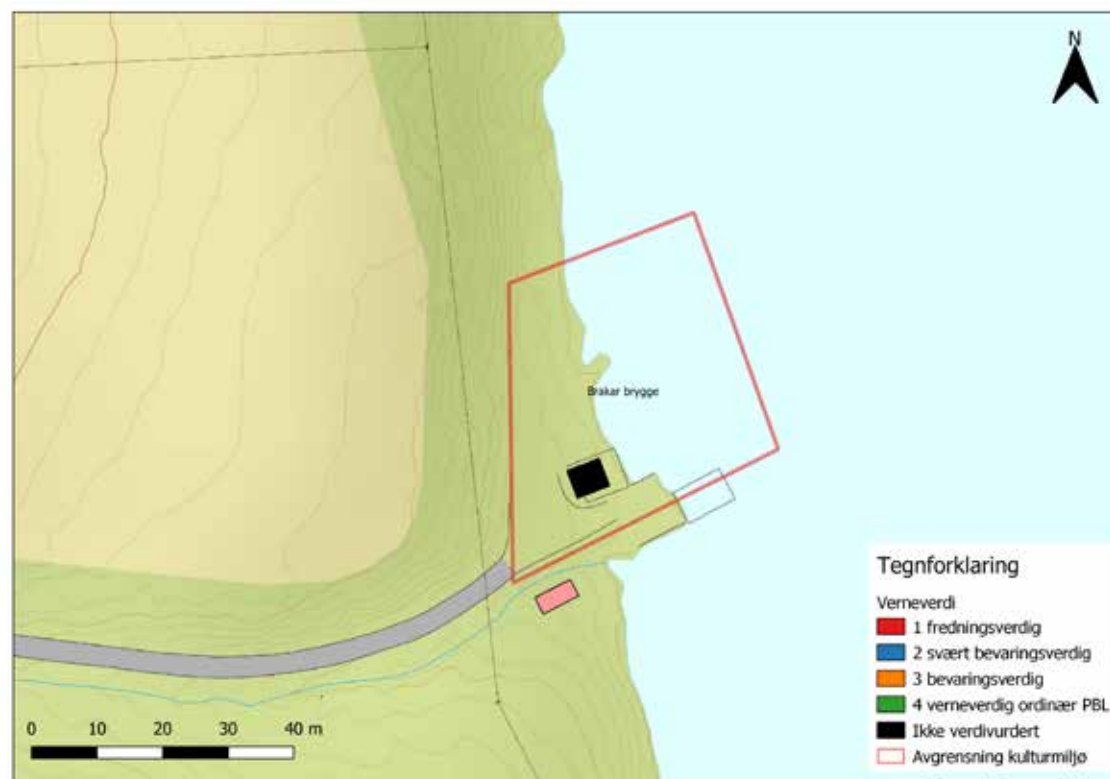 N
Brakar brygge
Tegnforklaring
Verneverdi
1 fredningsverdig
2 svært bevaringsverdig
3 bevaringsverdig
4 verneverdig ordinær PBL
Ikke verdivurdert
Avgrensning kulturmiljø
0 10 20 30 40 m